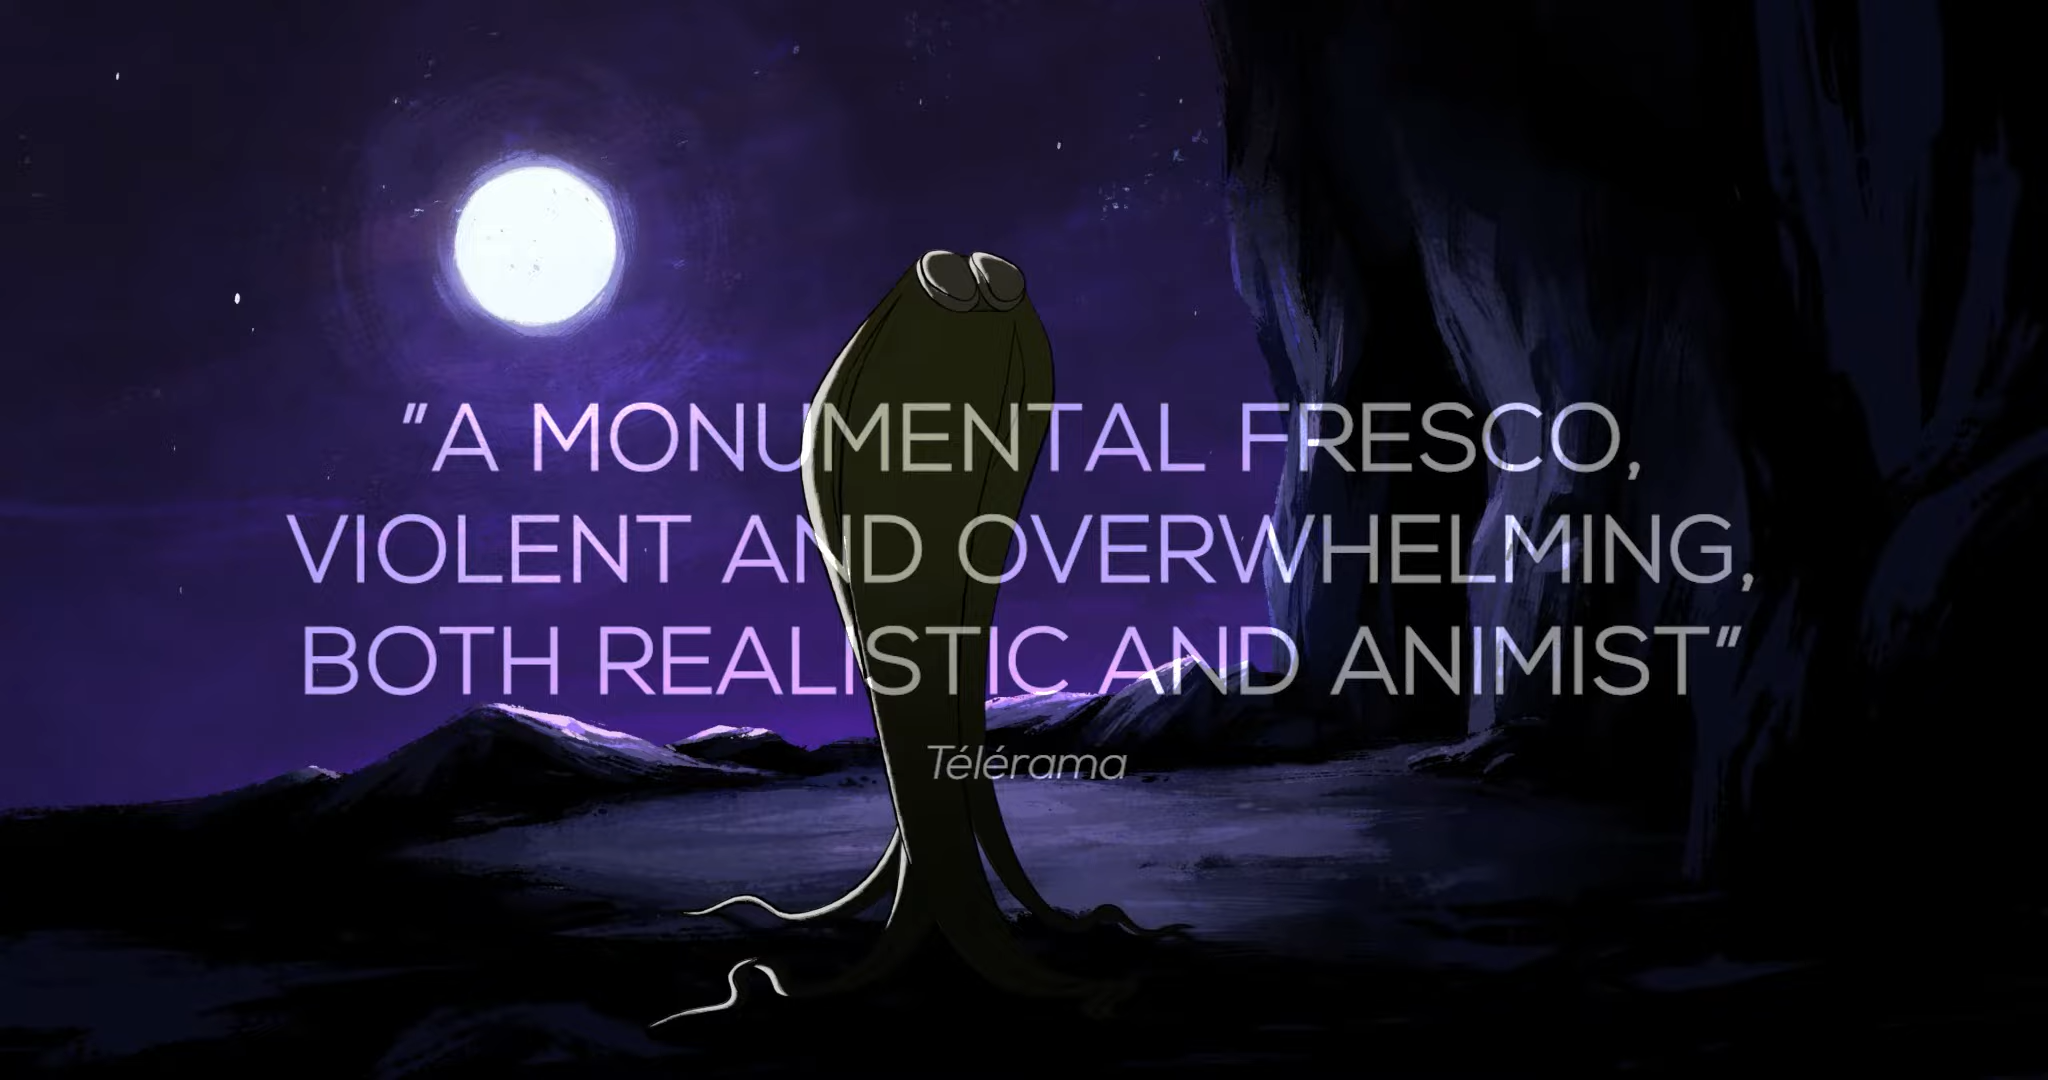 "A MONUMENTAL FRESCO,
VIOLENT AND OVERWHELMING,
BOTH REALISTIC AND ANIMIST"
Télérama